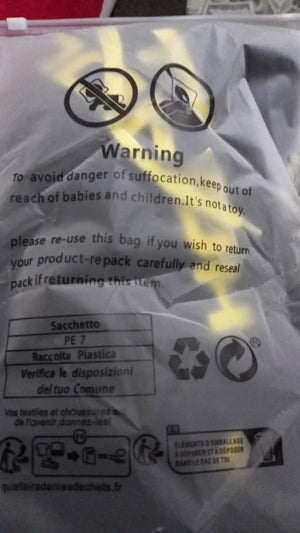 Warning
To avoid danger of suffocation,keep out of
reach of babies and children.It's not a toy.
please re-use this bag if you wish to return
your product-repack carefully and reseal
pack if returning this item.
Sacchetto
PE 7
Raccolta Plastica
Verifica le disposizioni
del tuo Comune
®
Vos textiles et chaussures ont
de l'avenir,donnez-les!
FR
ÉLÉMENTS D'EMBALLAGE
À SÉPARER ET À DÉPOSER
DANS LE BAC DE TRI
quefairedemesdechets.fr